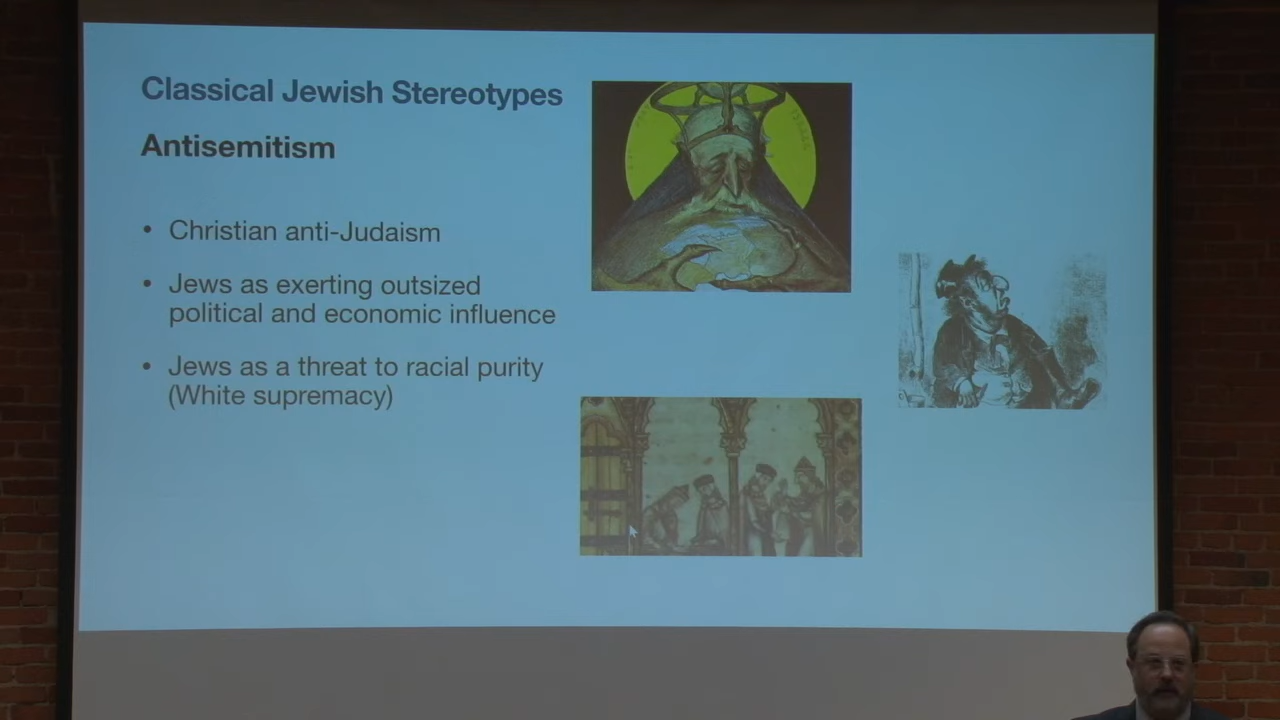 Classical Jewish Stereotypes
Antisemitism
• Christian anti-Judaism
• Jews as exerting outsized
political and economic influence
• Jews as a threat to racial purity
(White supremacy)